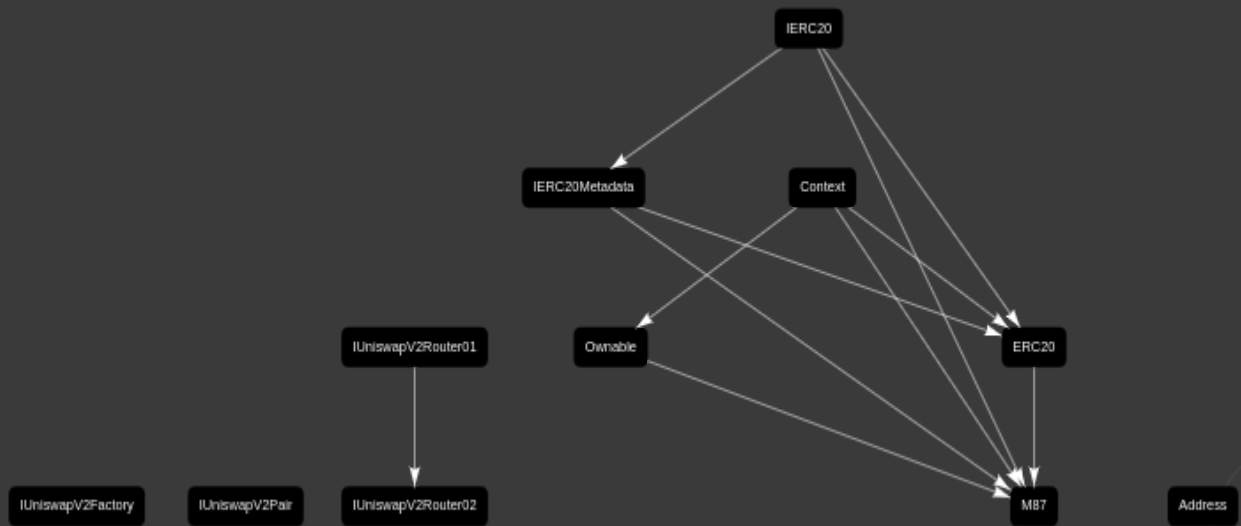 IERC20
IERC20Metadata
Context
IUniswapV2Router01
Ownable
ERC20
IUniswapV2Factory
IUniswapV2Pair
IUniswapV2Router02
M87
Address